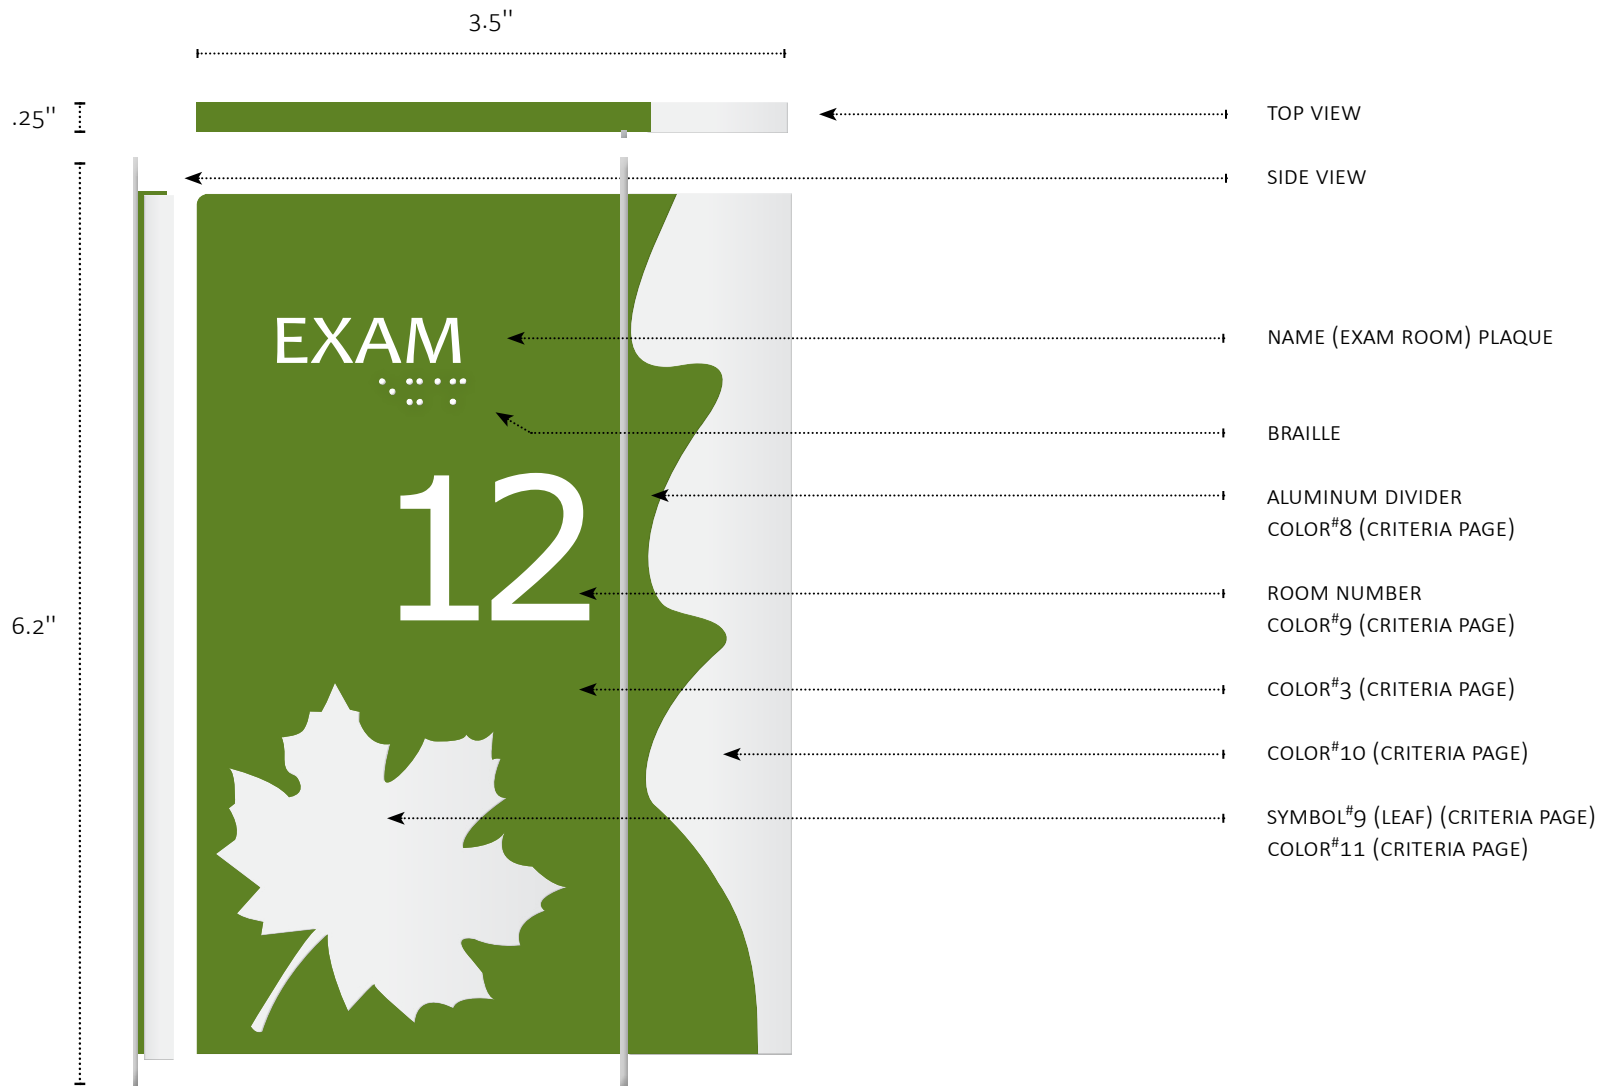 3.5"
.25"
TOP VIEW
SIDE VIEW
EXAM
NAME (EXAM ROOM) PLAQUE
⠑⠭⠁⠍
BRAILLE
12
ALUMINUM DIVIDER
COLOR#8 (CRITERIA PAGE)
ROOM NUMBER
COLOR#9 (CRITERIA PAGE)
6.2"
COLOR#3 (CRITERIA PAGE)
COLOR#10 (CRITERIA PAGE)
SYMBOL#9 (LEAF) (CRITERIA PAGE)
COLOR#11 (CRITERIA PAGE)